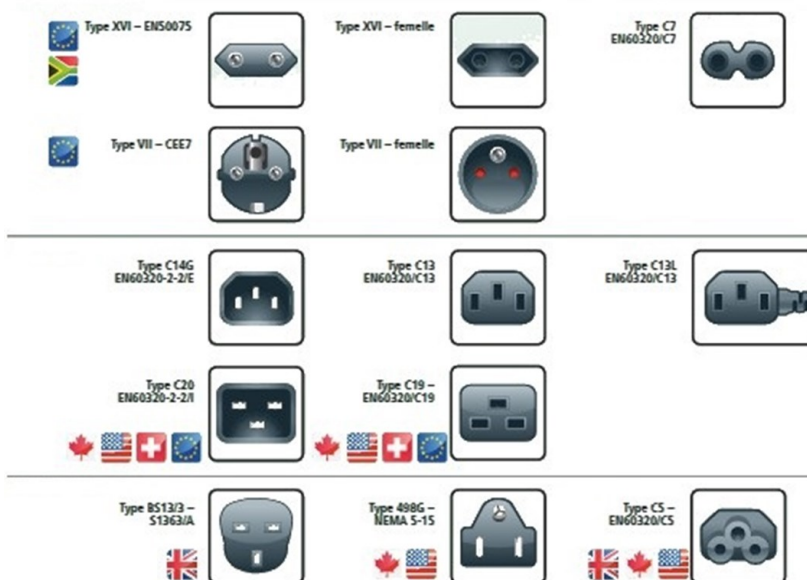 Type XVI – EN50075
Type XVI – femelle
Type C7
EN60320/C7
Type VII – CEE7
Type VII – femelle
Type C14G
EN60320-2-2/E
Type C13
EN60320/C13
Type C13L
EN60320/C13
Type C20
EN60320-2-2/I
Type C19 –
EN60320/C19
Type BS13/3 –
S1363/A
Type 498G –
NEMA 5-15
Type C5 –
EN60320/C5